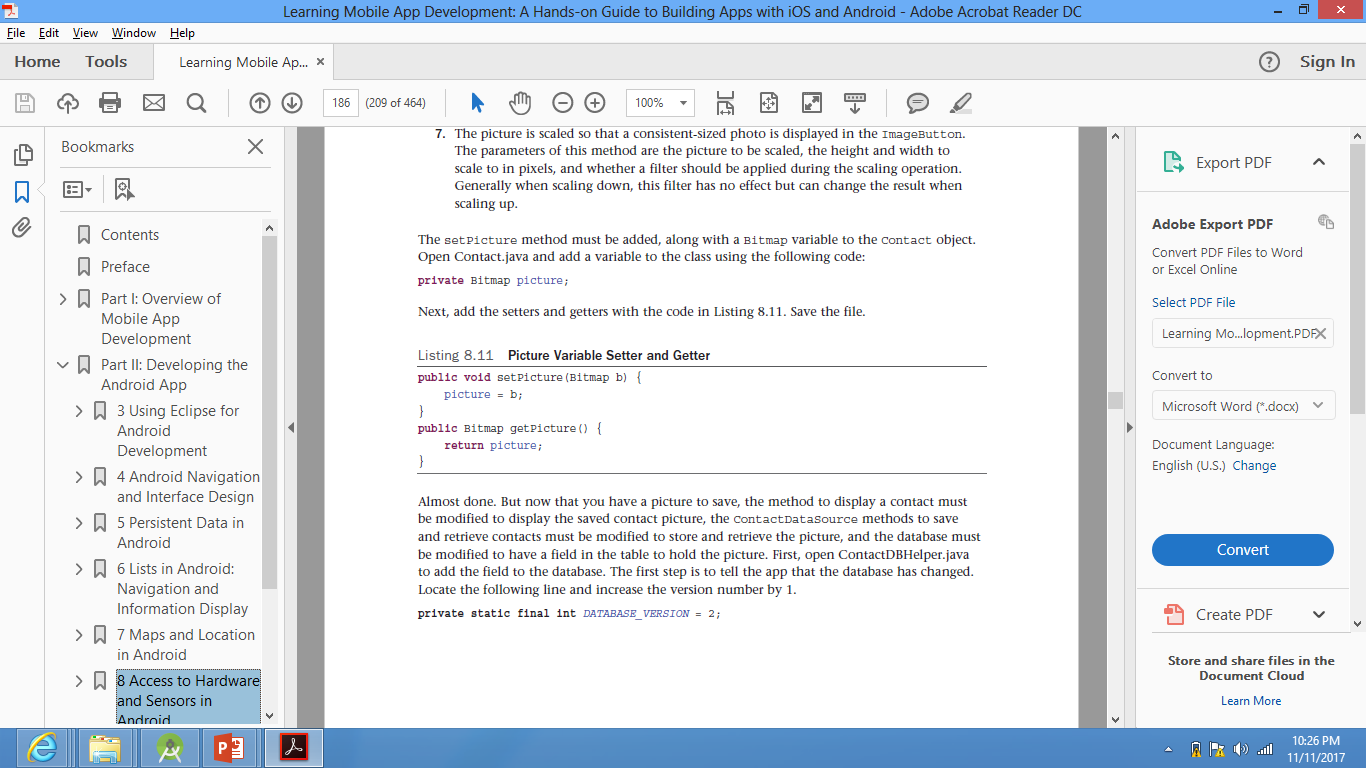 Learning Mobile App Development: A Hands-on Guide to Building Apps with iOS and Android - Adobe Acrobat Reader DC
File Edit View Window Help
Home Tools Learning Mobile Ap... × Sign In
186 (209 of 464) 100%
Bookmarks
Contents
Preface
Part I: Overview of
Mobile App
Development
Part II: Developing the
Android App
3 Using Eclipse for
Android
Development
4 Android Navigation
and Interface Design
5 Persistent Data in
Android
6 Lists in Android:
Navigation and
Information Display
7 Maps and Location
in Android
8 Access to Hardware
and Sensors in
Android
7. The picture is scaled so that a consistent-sized photo is displayed in the ImageButton.
The parameters of this method are the picture to be scaled, the height and width to
scale to in pixels, and whether a filter should be applied during the scaling operation.
Generally when scaling down, this filter has no effect but can change the result when
scaling up.
The setPicture method must be added, along with a Bitmap variable to the Contact object.
Open Contact.java and add a variable to the class using the following code:
private Bitmap picture;
Next, add the setters and getters with the code in Listing 8.11. Save the file.
Listing 8.11 Picture Variable Setter and Getter
public void setPicture(Bitmap b) {
picture = b;
}
public Bitmap getPicture() {
return picture;
}
Almost done. But now that you have a picture to save, the method to display a contact must
be modified to display the saved contact picture, the ContactDataSource methods to save
and retrieve contacts must be modified to store and retrieve the picture, and the database must
be modified to have a field in the table to hold the picture. First, open ContactDBHelper.java
to add the field to the database. The first step is to tell the app that the database has changed.
Locate the following line and increase the version number by 1.
private static final int DATABASE_VERSION = 2;
Export PDF
Adobe Export PDF
Convert PDF Files to Word
or Excel Online
Select PDF File
Learning Mo...lopment.PDF
Convert to
Microsoft Word (*.docx)
Document Language:
English (U.S.) Change
Convert
Create PDF
Store and share files in the
Document Cloud
Learn More
10:26 PM
11/11/2017